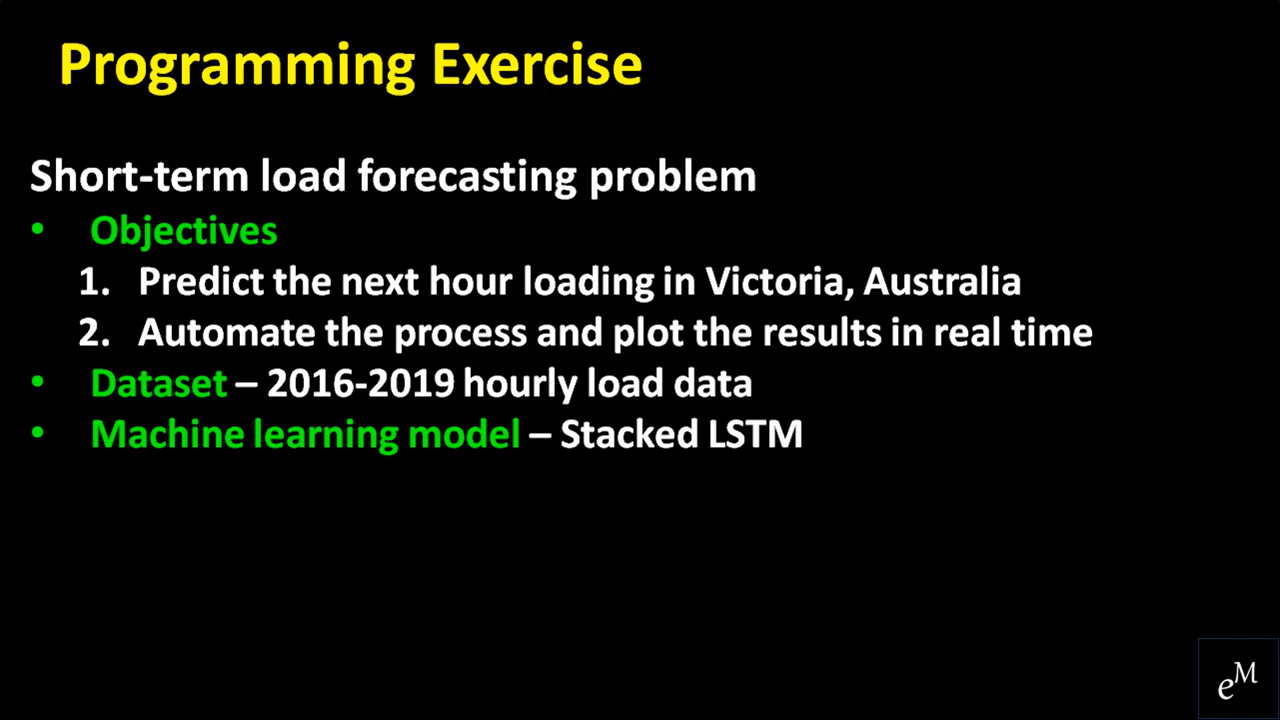 Programming Exercise
Short-term load forecasting problem
• Objectives
1. Predict the next hour loading in Victoria, Australia
2. Automate the process and plot the results in real time
• Dataset – 2016-2019 hourly load data
• Machine learning model – Stacked LSTM
eM